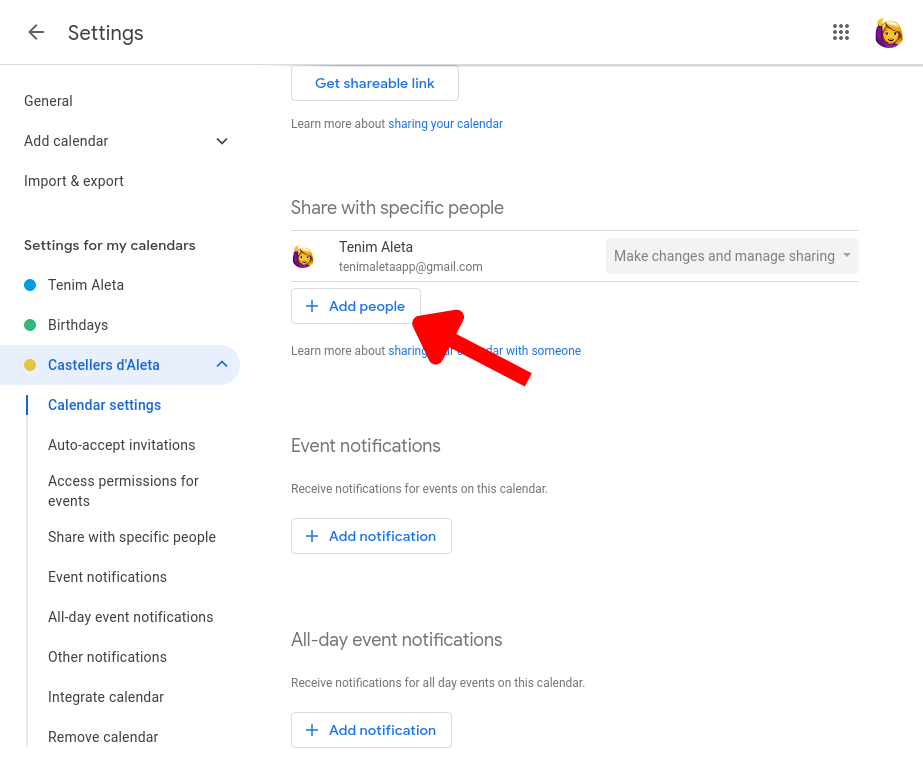 Settings
General
Add calendar
Import & export
Settings for my calendars
Tenim Aleta
Birthdays
Castellers d'Aleta
Calendar settings
Auto-accept invitations
Access permissions for
events
Share with specific people
Event notifications
All-day event notifications
Other notifications
Integrate calendar
Remove calendar
Get shareable link
Learn more about sharing your calendar
Share with specific people
Tenim Aleta
tenimaletaapp@gmail.com
Make changes and manage sharing
Add people
Learn more about sharing your calendar with someone
Event notifications
Receive notifications for events on this calendar.
Add notification
All-day event notifications
Receive notifications for all day events on this calendar.
Add notification